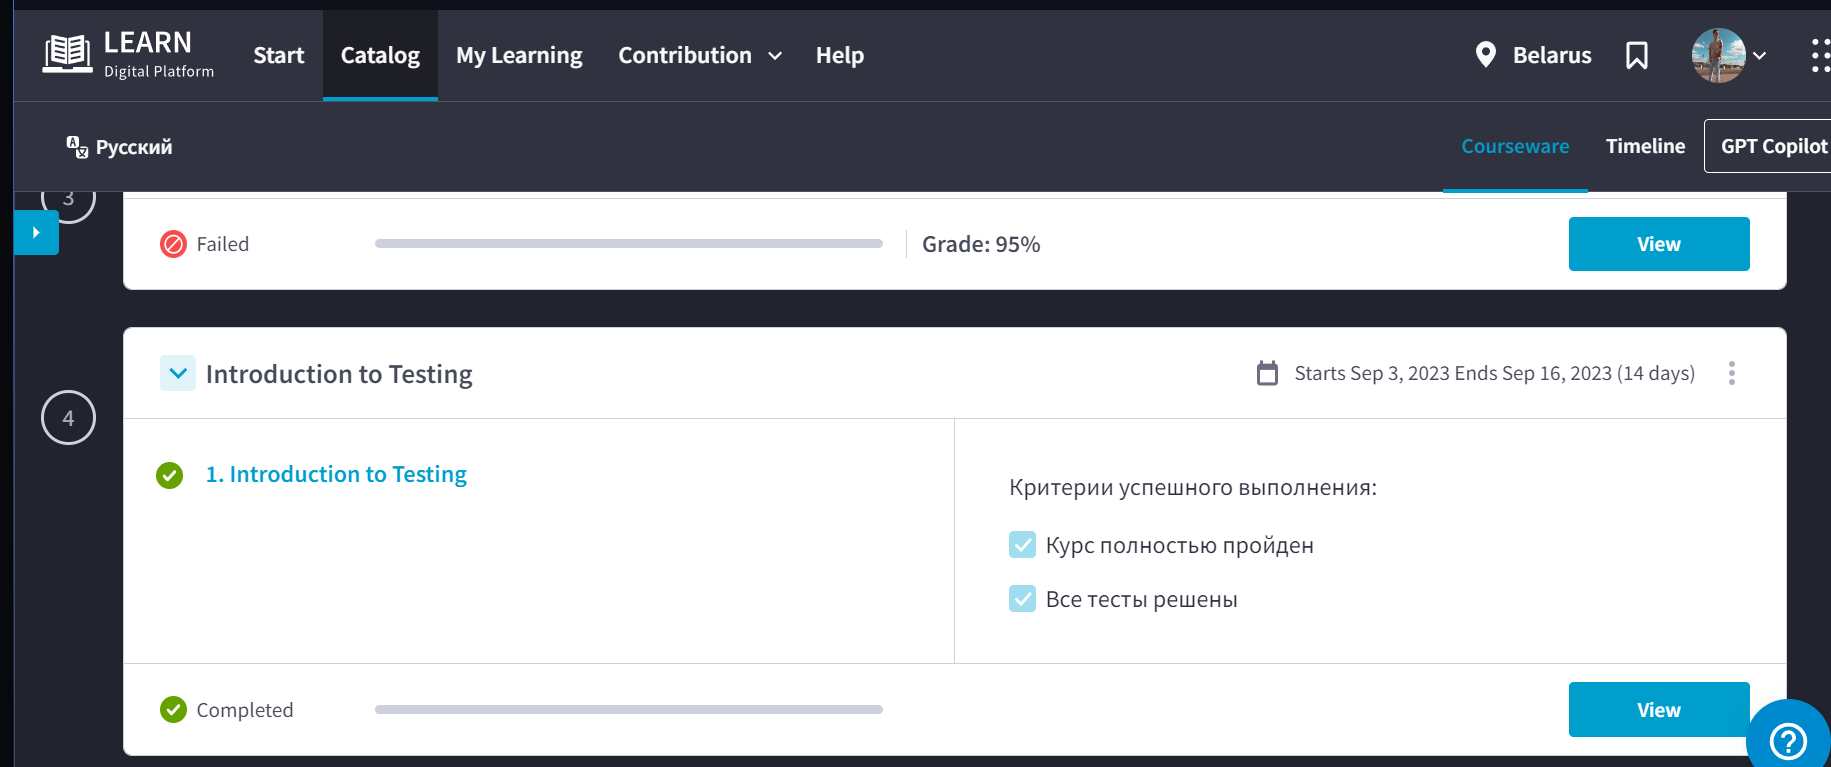 LEARN
Digital Platform
Start
Catalog
My Learning
Contribution
Help
Belarus
Русский
Courseware
Timeline
GPT Copilot
3
Failed
Grade: 95%
View
4
Introduction to Testing
Starts Sep 3, 2023 Ends Sep 16, 2023 (14 days)
1. Introduction to Testing
Критерии успешного выполнения:
Курс полностью пройден
Все тесты решены
Completed
View